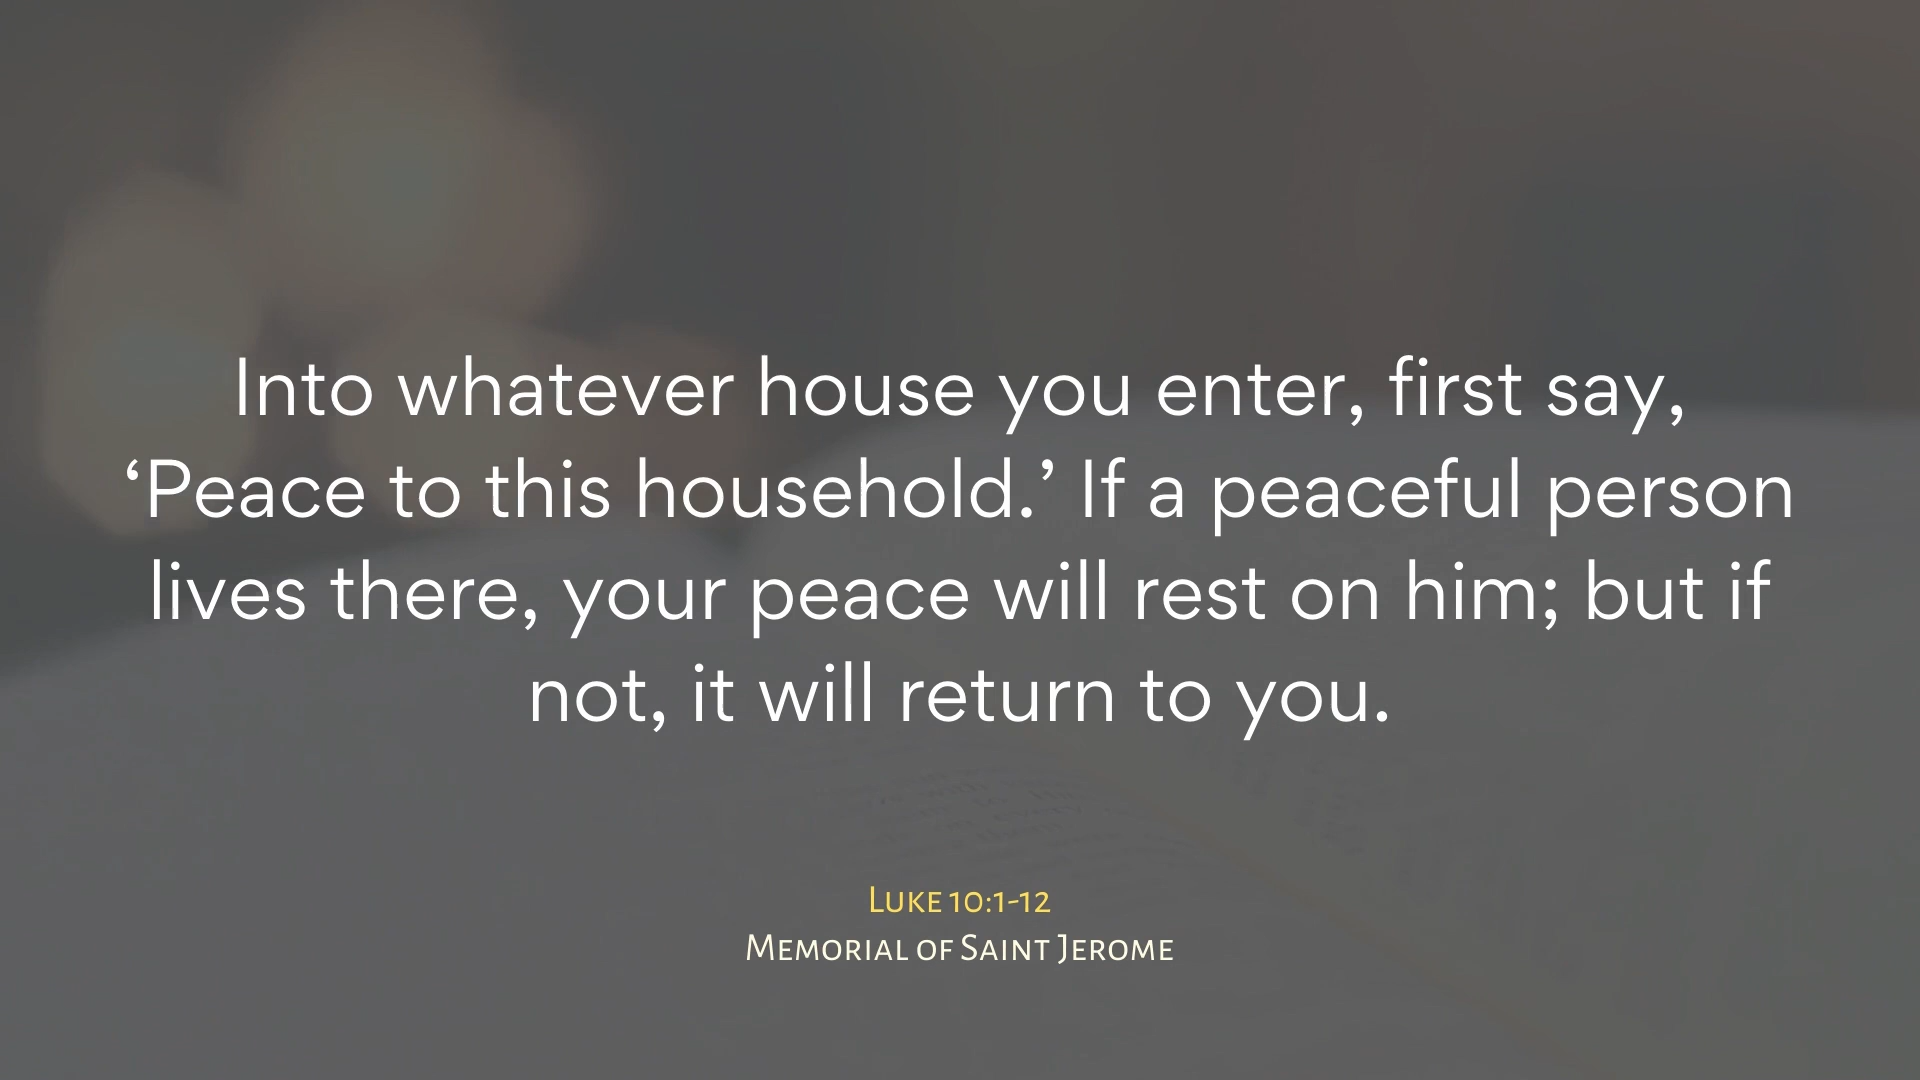 Into whatever house you enter, first say,
‘Peace to this household.’ If a peaceful person
lives there, your peace will rest on him; but if
not, it will return to you.
Luke 10:1-12
Memorial of Saint Jerome